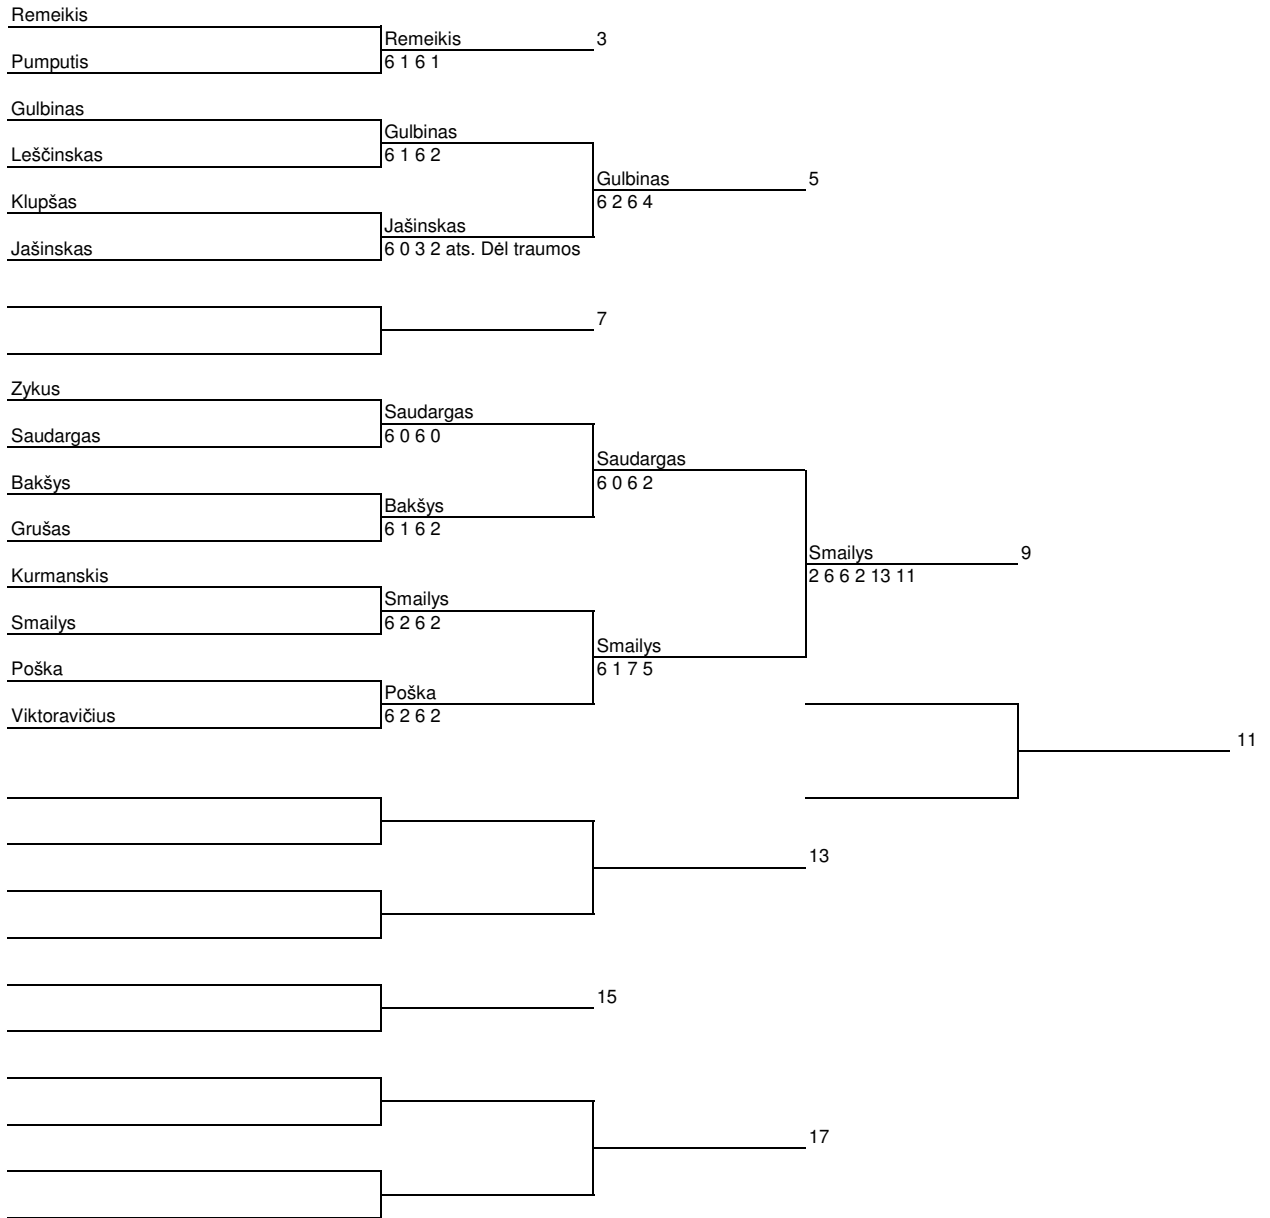 Remeikis
Remeikis 3
Pumputis 6 1 6 1
Gulbinas
Gulbinas
Leščinskas 6 1 6 2
Gulbinas 5
Klupšas 6 2 6 4
Jašinskas
Jašinskas 6 0 3 2 ats. Dėl traumos
7
Zykus
Saudargas
Saudargas 6 0 6 0
Saudargas
Bakšys 6 0 6 2
Bakšys
Grušas 6 1 6 2
Smailys 9
Kurmanskis 2 6 6 2 13 11
Smailys
Smailys 6 2 6 2
Smailys
Poška 6 1 7 5
Poška
Viktoravičius 6 2 6 2
11
13
15
17